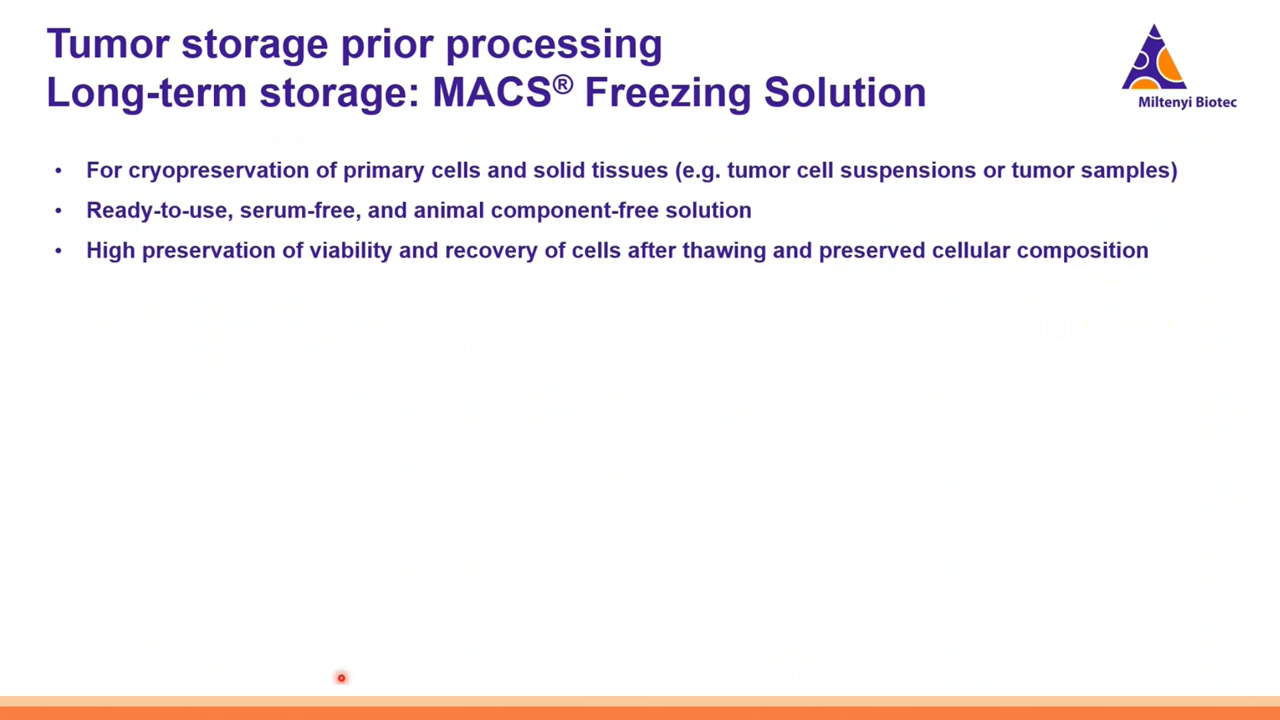 Tumor storage prior processing
Long-term storage: MACS® Freezing Solution
Miltenyi Biotec
• For cryopreservation of primary cells and solid tissues (e.g. tumor cell suspensions or tumor samples)
• Ready-to-use, serum-free, and animal component-free solution
• High preservation of viability and recovery of cells after thawing and preserved cellular composition